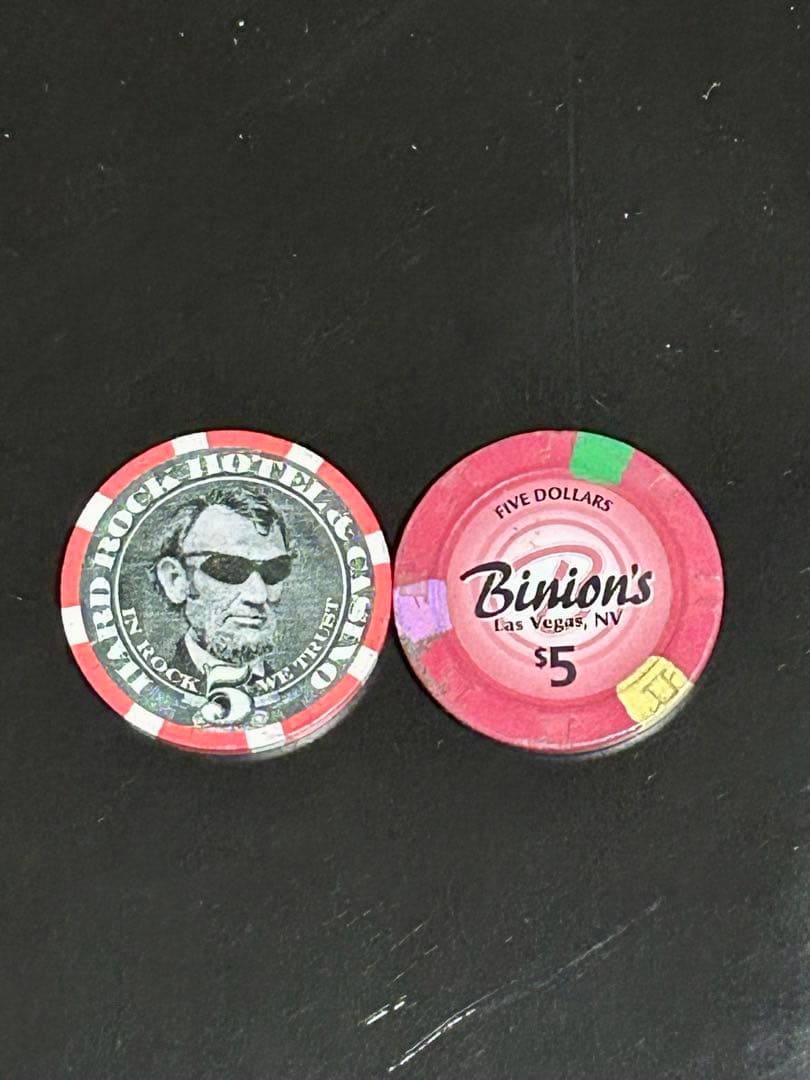 HARD ROCK HOTEL & CASINO
IN ROCK WE TRUST
5
FIVE DOLLARS
Binion's
Las Vegas, NV
$5